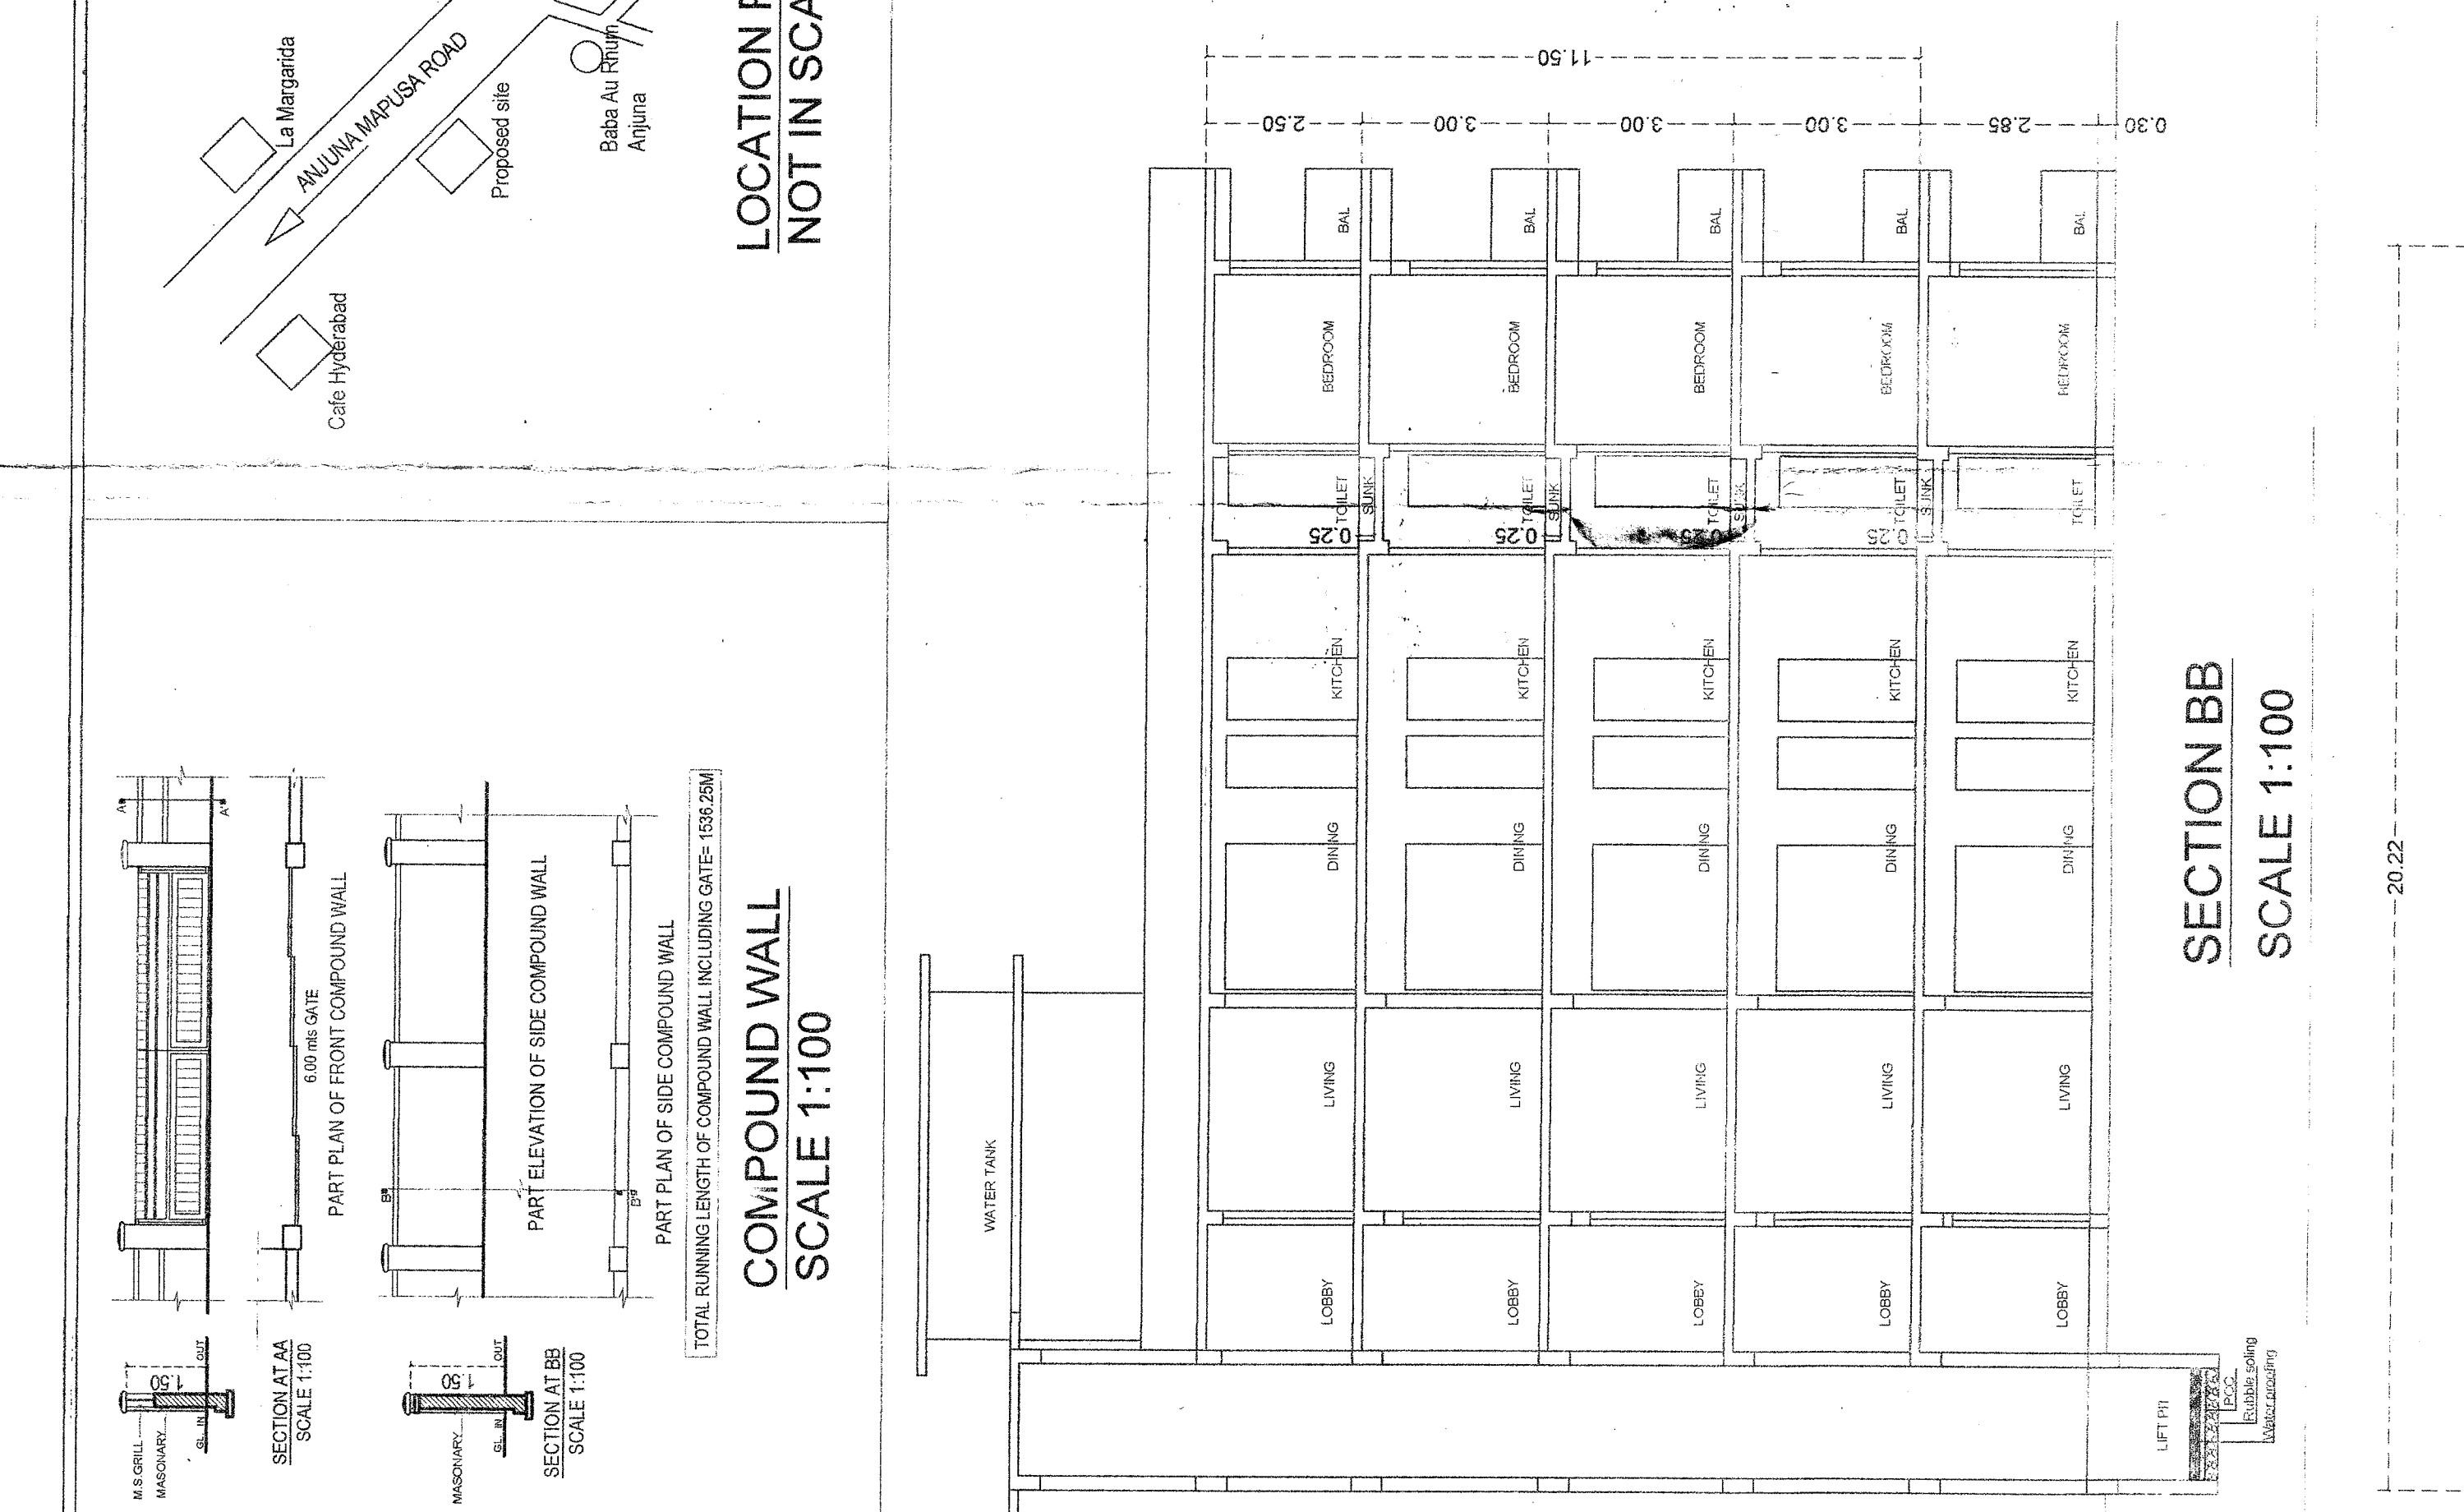 La Margarida
ANJUNA MAPUSA ROAD
Proposed site
Baba Au Rhum
Anjuna
Cafe Hyderabad
LOCATION
NOT IN SCA
A
A'
6.00 mts GATE
PART PLAN OF FRONT COMPOUND WALL
PART ELEVATION OF SIDE COMPOUND WALL
B
B'
PART PLAN OF SIDE COMPOUND WALL
TOTAL RUNNING LENGTH OF COMPOUND WALL INCLUDING GATE= 1536.25M
COMPOUND WALL
SCALE 1:100
M.S.GRILL
MASONARY
GL. IN OUT
1.50
SECTION AT AA
SCALE 1:100
MASONARY
GL. IN OUT
1.50
SECTION AT BB
SCALE 1:100
11.50
2.50 3.00 3.00 3.00 2.85 0.30
BAL BAL BAL BAL BAL
BEDROOM BEDROOM BEDROOM BEDROOM BEDROOM
TOILET TOILET TOILET TOILET TOILET
SUNK SUNK SUNK SUNK
0.25 0.25 0.25 0.25
KITCHEN KITCHEN KITCHEN KITCHEN KITCHEN
DINING DINING DINING DINING DINING
LIVING LIVING LIVING LIVING LIVING
LOBBY LOBBY LOBBY LOBBY LOBBY
WATER TANK
LIFT PIT
PCC
Rubble soling
Water proofing
SECTION BB
SCALE 1:100
20.22